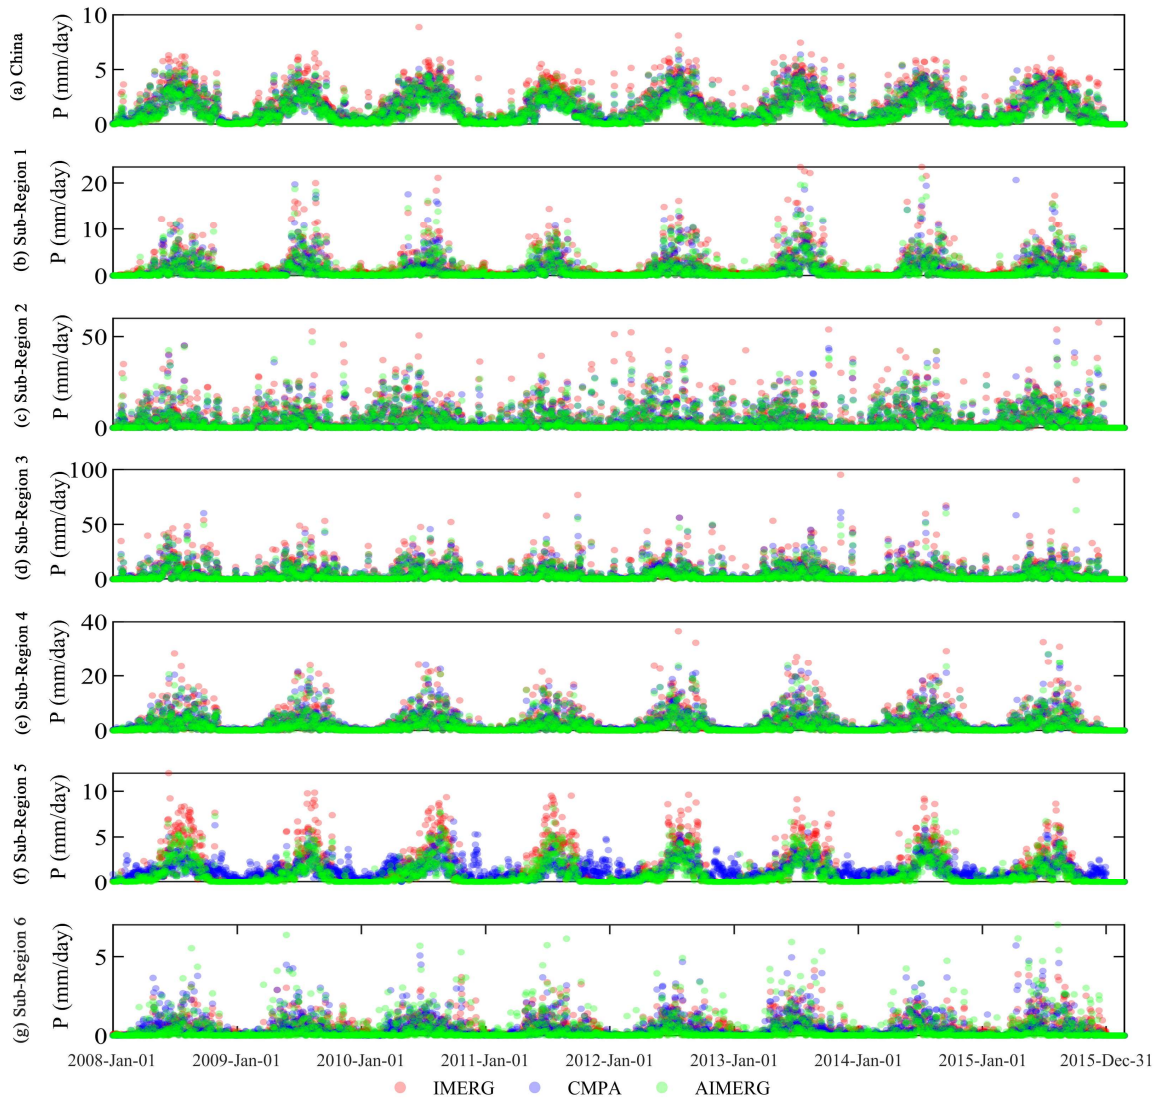 (a) China
P (mm/day)
10
5
0
(b) Sub-Region 1
P (mm/day)
20
10
0
(c) Sub-Region 2
P (mm/day)
50
0
(d) Sub-Region 3
P (mm/day)
100
50
0
(e) Sub-Region 4
P (mm/day)
40
20
0
(f) Sub-Region 5
P (mm/day)
10
5
0
(g) Sub-Region 6
P (mm/day)
5
0
2008-Jan-01 2009-Jan-01 2010-Jan-01 2011-Jan-01 2012-Jan-01 2013-Jan-01 2014-Jan-01 2015-Jan-01 2015-Dec-31
IMERG CMPA AIMERG